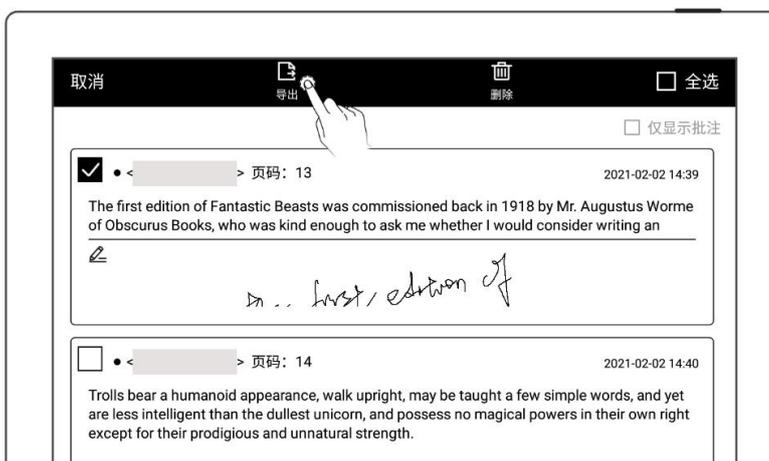 取消
导出
删除
全选
仅显示批注
< > 页码：13
2021-02-02 14:39
The first edition of Fantastic Beasts was commissioned back in 1918 by Mr. Augustus Worme
of Obscurus Books, who was kind enough to ask me whether I would consider writing an
.. first, edition of
< > 页码：14
2021-02-02 14:40
Trolls bear a humanoid appearance, walk upright, may be taught a few simple words, and yet
are less intelligent than the dullest unicorn, and possess no magical powers in their own right
except for their prodigious and unnatural strength.